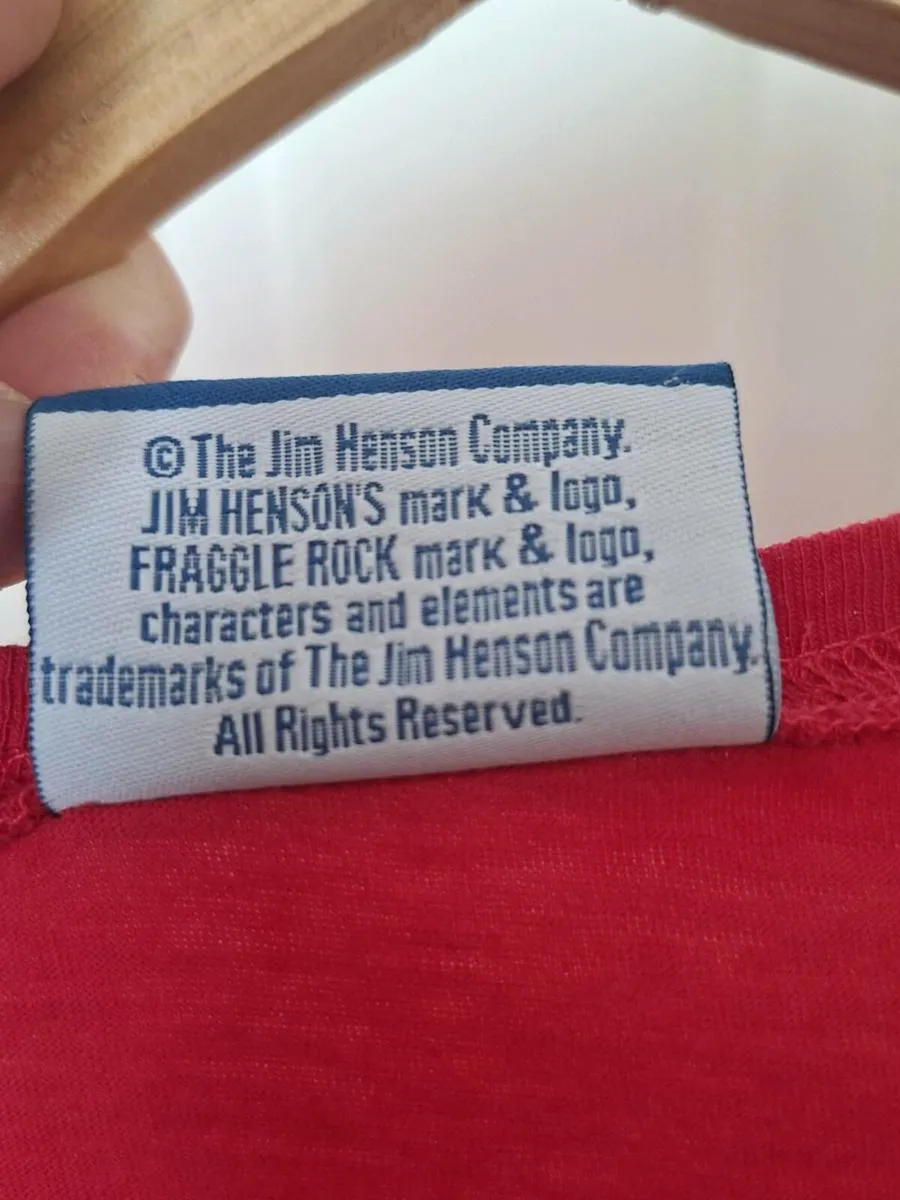 ©The Jim Henson Company.
JIM HENSON'S mark & logo,
FRAGGLE ROCK mark & logo,
characters and elements are
trademarks of The Jim Henson Company.
All Rights Reserved.